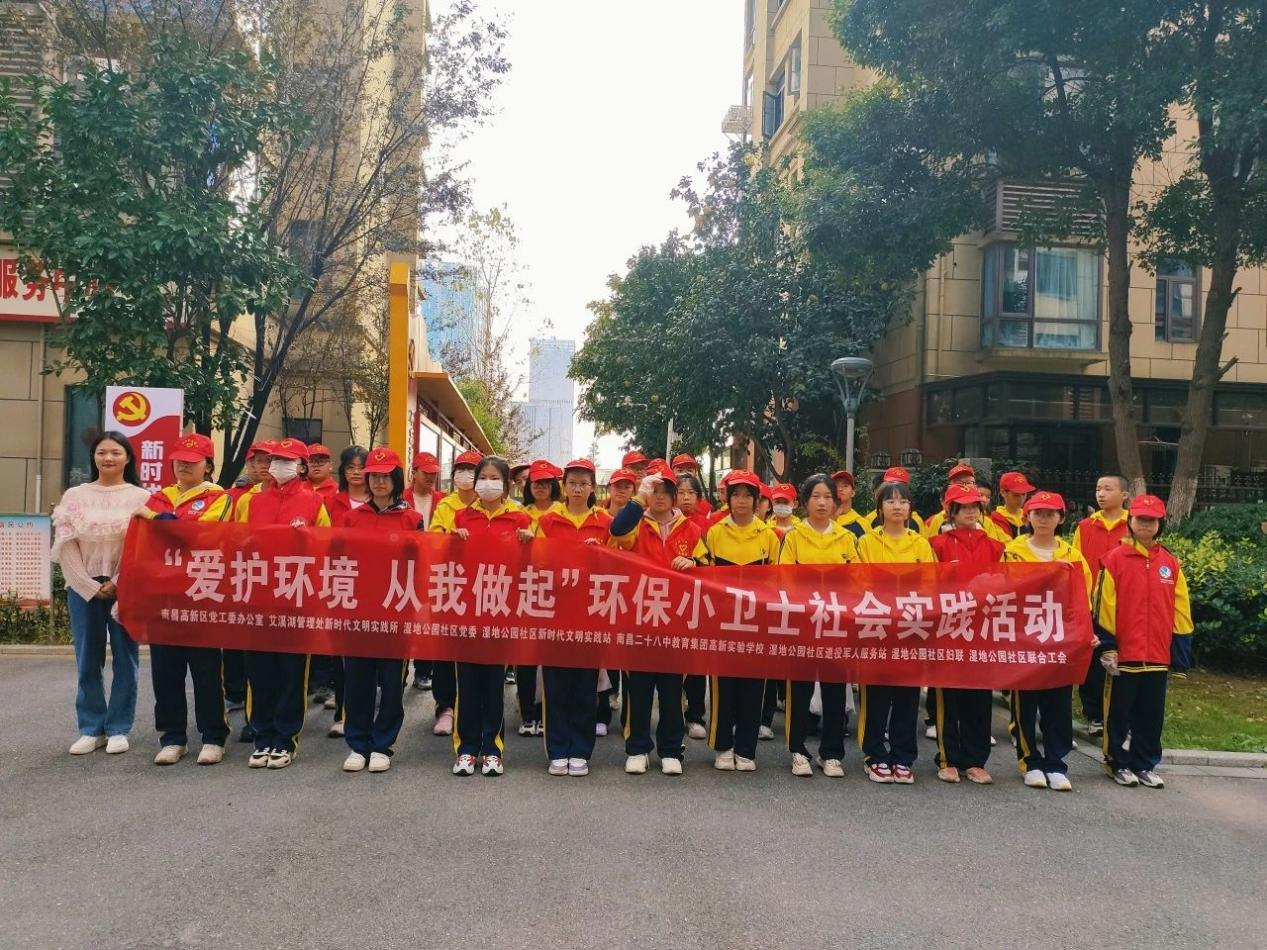 服务中
新时
居民公约
“爱护环境 从我做起”环保小卫士社会实践活动
南昌高新区党工委办公室 艾溪湖管理处新时代文明实践所 湿地公园社区党委 湿地公园社区新时代文明实践站 南昌二十八中教育集团高新实验学校 湿地公园社区退役军人服务站 湿地公园社区妇联 湿地公园社区联合工会